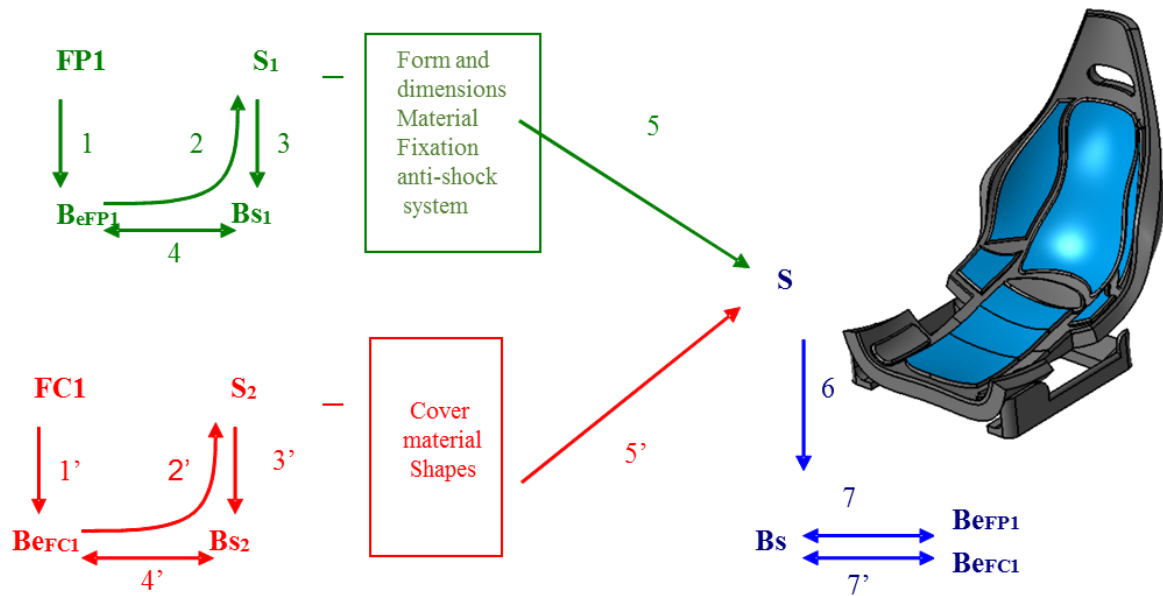 FP1
S1
1
2
3
BeFP1
Bs1
4
Form and
dimensions
Material
Fixation
anti-shock
system
5
S
FC1
S2
1’
2’
3’
BeFC1
Bs2
4’
Cover
material
Shapes
5’
6
7
Bs
BeFP1
BeFC1
7’